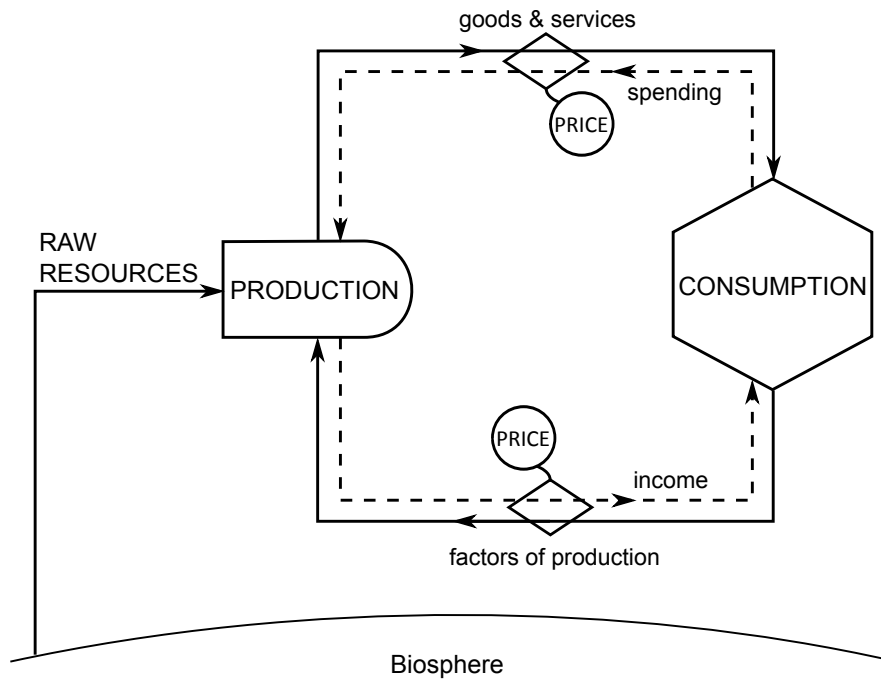 goods & services
spending
PRICE
RAW
RESOURCES
PRODUCTION
CONSUMPTION
PRICE
income
factors of production
Biosphere